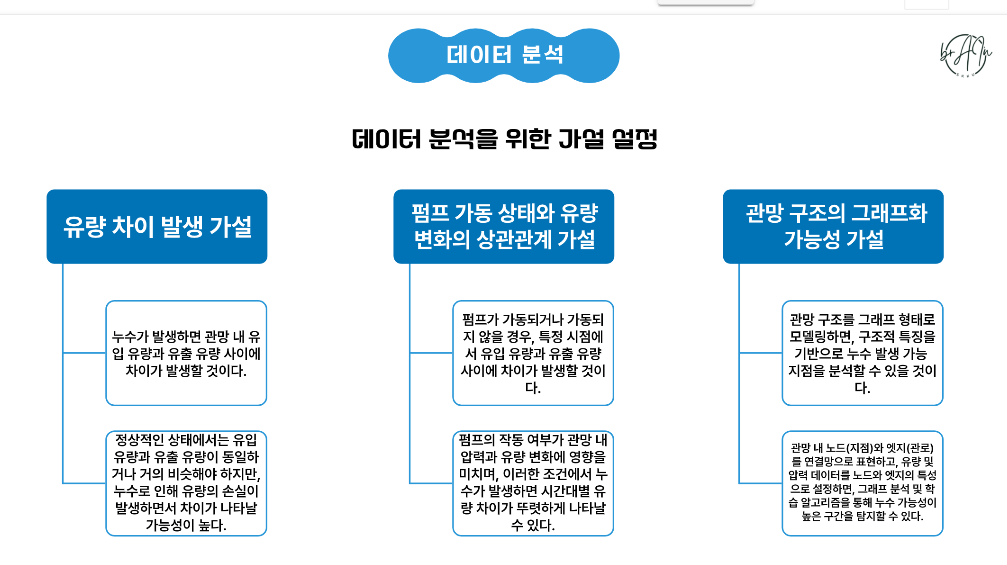 데이터 분석
brAIn
데이터 분석을 위한 가설 설정
유량 차이 발생 가설
누수가 발생하면 관망 내 유
입 유량과 유출 유량 사이에
차이가 발생할 것이다.
정상적인 상태에서는 유입
유량과 유출 유량이 동일하
거나 거의 비슷해야 하지만,
누수로 인해 유량의 손실이
발생하면서 차이가 나타날
가능성이 높다.
펌프 가동 상태와 유량
변화의 상관관계 가설
펌프가 가동되거나 가동되
지 않을 경우, 특정 시점에
서 유입 유량과 유출 유량
사이에 차이가 발생할 것이
다.
펌프의 작동 여부가 관망 내
압력과 유량 변화에 영향을
미치며, 이러한 조건에서 누
수가 발생하면 시간대별 유
량 차이가 뚜렷하게 나타날
수 있다.
관망 구조의 그래프화
가능성 가설
관망 구조를 그래프 형태로
모델링하면, 구조적 특징을
기반으로 누수 발생 가능
지점을 분석할 수 있을 것이
다.
관망 내 노드(지점)와 엣지(관로)
를 연결망으로 표현하고, 유량 및
압력 데이터를 노드와 엣지의 특성
으로 설정하면, 그래프 분석 및 학
습 알고리즘을 통해 누수 가능성이
높은 구간을 탐지할 수 있다.